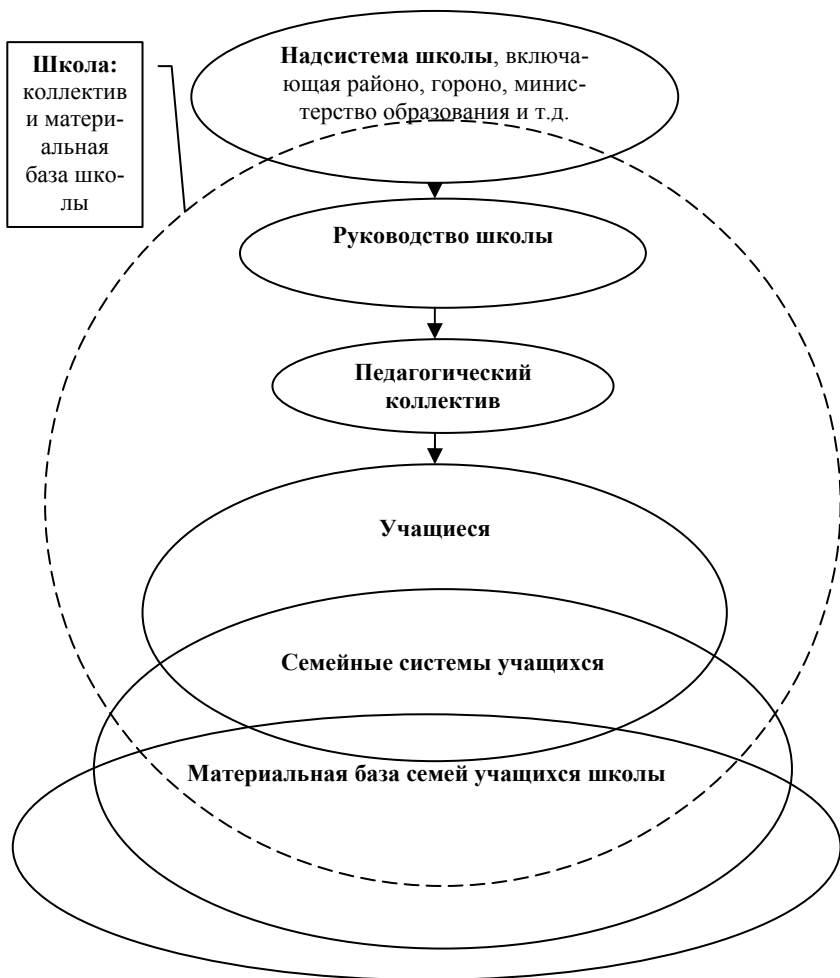 Школа:
коллектив
и матери-
альная
база шко-
лы
Надсистема школы, включа-
ющая районо, гороно, минис-
терство образования и т.д.
Руководство школы
Педагогический
коллектив
Учащиеся
Семейные системы учащихся
Материальная база семей учащихся школы